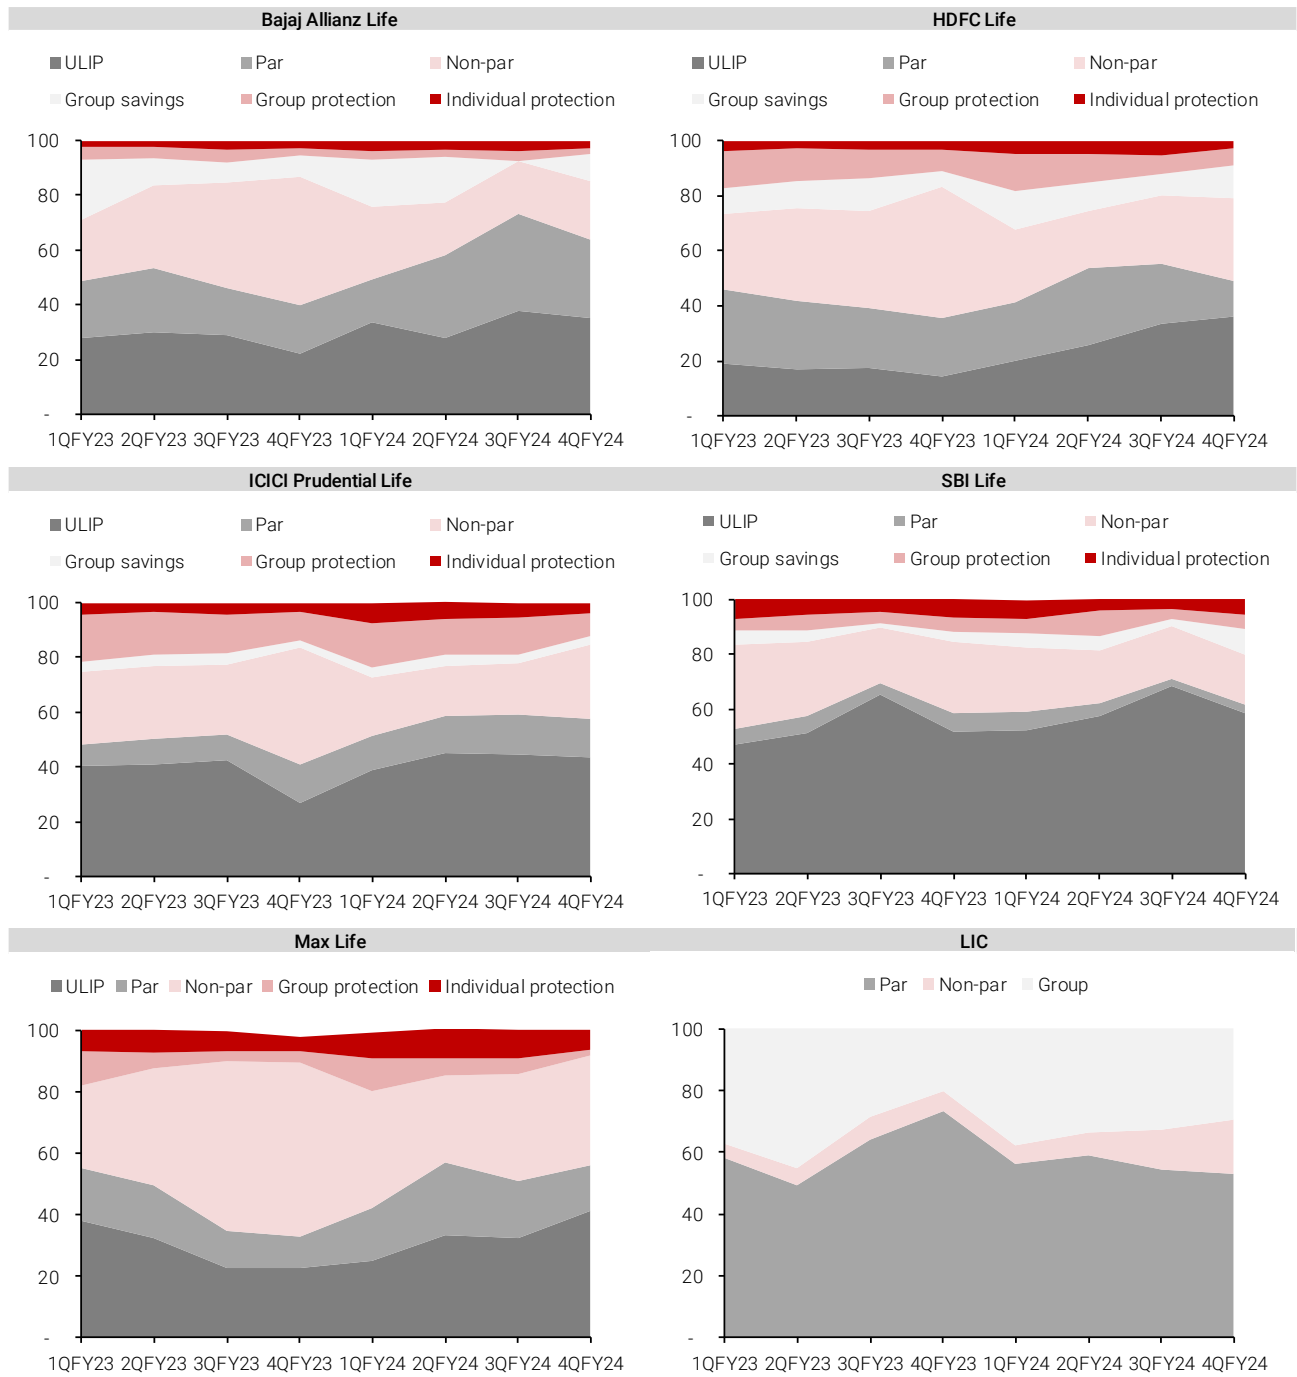 Bajaj Allianz Life
ULIP Par Non-par
Group savings Group protection Individual protection
100
80
60
40
20
-
1QFY23 2QFY23 3QFY23 4QFY23 1QFY24 2QFY24 3QFY24 4QFY24
HDFC Life
ULIP Par Non-par
Group savings Group protection Individual protection
100
80
60
40
20
-
1QFY23 2QFY23 3QFY23 4QFY23 1QFY24 2QFY24 3QFY24 4QFY24
ICICI Prudential Life
ULIP Par Non-par
Group savings Group protection Individual protection
100
80
60
40
20
-
1QFY23 2QFY23 3QFY23 4QFY23 1QFY24 2QFY24 3QFY24 4QFY24
SBI Life
ULIP Par Non-par
Group savings Group protection Individual protection
100
80
60
40
20
-
1QFY23 2QFY23 3QFY23 4QFY23 1QFY24 2QFY24 3QFY24 4QFY24
Max Life
ULIP Par Non-par Group protection Individual protection
100
80
60
40
20
-
1QFY23 2QFY23 3QFY23 4QFY23 1QFY24 2QFY24 3QFY24 4QFY24
LIC
Par Non-par Group
100
80
60
40
20
-
1QFY23 2QFY23 3QFY23 4QFY23 1QFY24 2QFY24 3QFY24 4QFY24